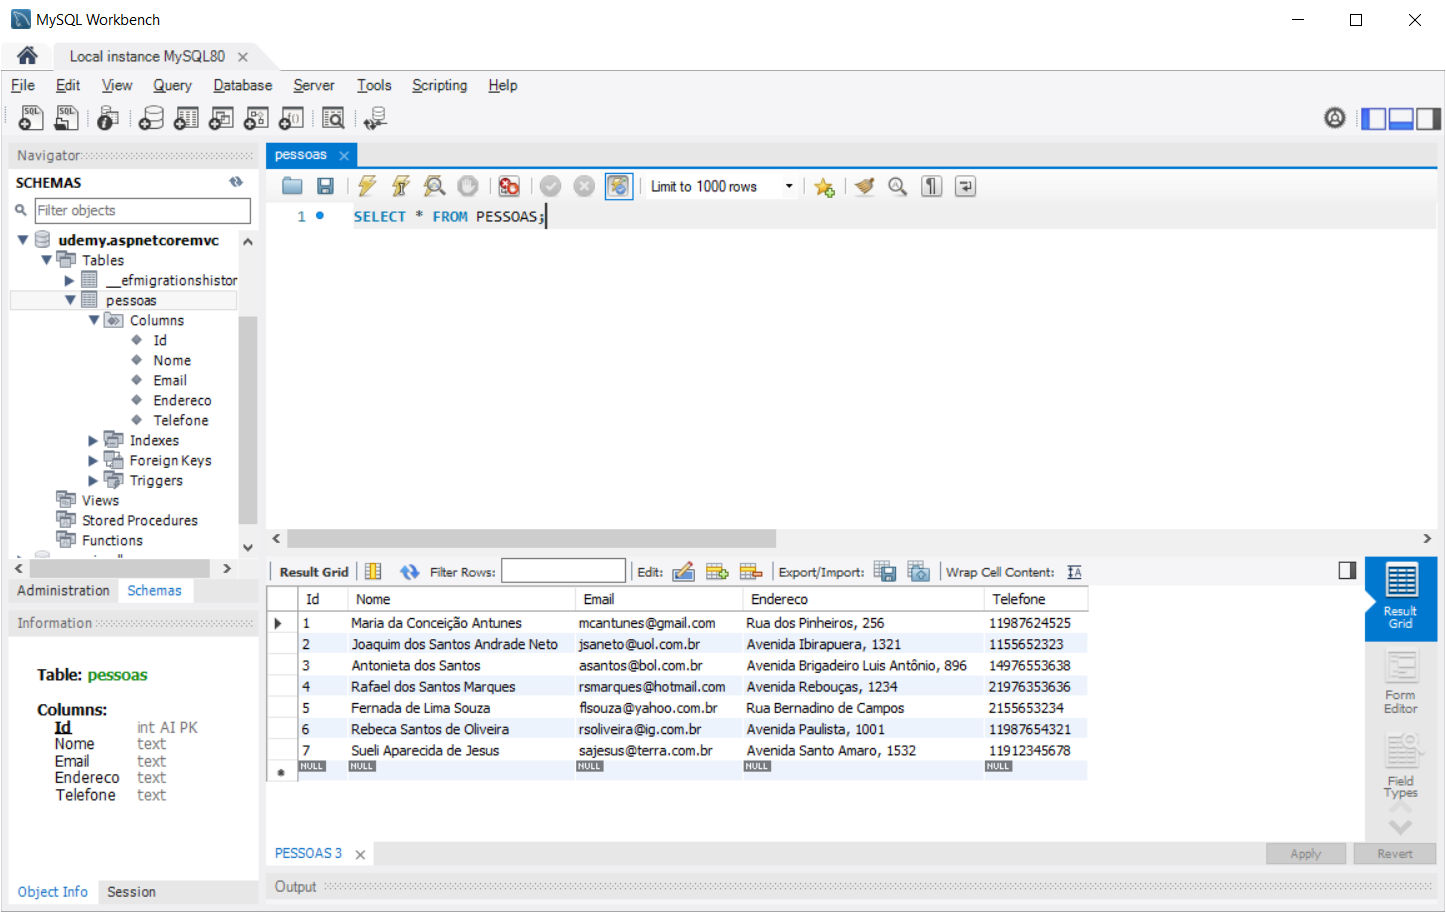 MySQL Workbench
Local instance MySQL80
File Edit View Query Database Server Tools Scripting Help
Navigator
SCHEMAS
Filter objects
udemy.aspnetcoremvc
Tables
__efmigrationshistor
pessoas
Columns
Id
Nome
Email
Endereco
Telefone
Indexes
Foreign Keys
Triggers
Views
Stored Procedures
Functions
Administration Schemas
Information
Table: pessoas
Columns:
Id int AI PK
Nome text
Email text
Endereco text
Telefone text
Object Info Session
pessoas
Limit to 1000 rows
1 SELECT * FROM PESSOAS;
Result Grid Filter Rows: Edit: Export/Import: Wrap Cell Content:
Id Nome Email Endereco Telefone
1 Maria da Conceição Antunes mcantunes@gmail.com Rua dos Pinheiros, 256 11987624525
2 Joaquim dos Santos Andrade Neto jsaneto@uol.com.br Avenida Ibirapuera, 1321 1155652323
3 Antonieta dos Santos asantos@bol.com.br Avenida Brigadeiro Luis Antônio, 896 14976553638
4 Rafael dos Santos Marques rsmarques@hotmail.com Avenida Rebouças, 1234 21976353636
5 Fernada de Lima Souza flsouza@yahoo.com.br Rua Bernadino de Campos 2155653234
6 Rebeca Santos de Oliveira rsoliveira@ig.com.br Avenida Paulista, 1001 11987654321
7 Sueli Aparecida de Jesus sajesus@terra.com.br Avenida Santo Amaro, 1532 11912345678
NULL NULL NULL NULL NULL
Result
Grid
Form
Editor
Field
Types
PESSOAS 3
Apply Revert
Output